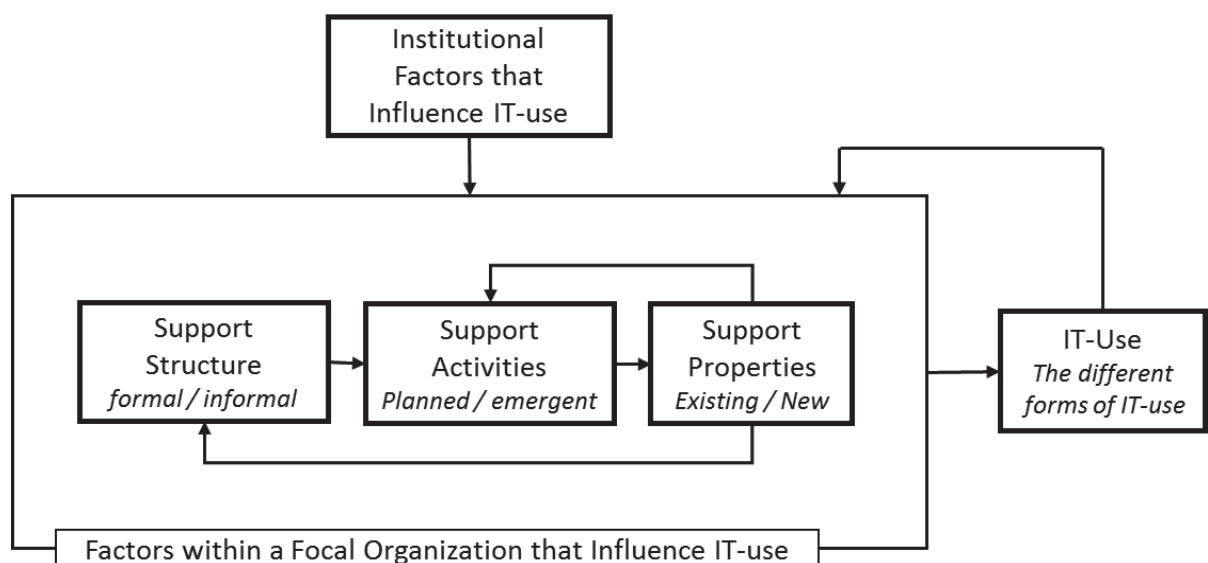 Institutional
Factors that
Influence IT-use
Support
Structure
formal / informal
Support
Activities
Planned / emergent
Support
Properties
Existing / New
IT-Use
The different
forms of IT-use
Factors within a Focal Organization that Influence IT-use